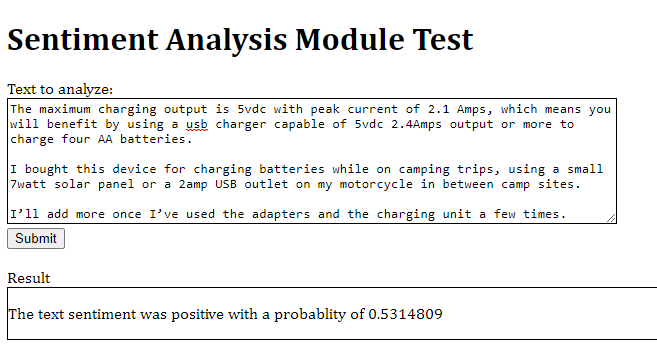 Sentiment Analysis Module Test
Text to analyze:
The maximum charging output is 5vdc with peak current of 2.1 Amps, which means you
will benefit by using a usb charger capable of 5vdc 2.4Amps output or more to
charge four AA batteries.
I bought this device for charging batteries while on camping trips, using a small
7watt solar panel or a 2amp USB outlet on my motorcycle in between camp sites.
I’ll add more once I’ve used the adapters and the charging unit a few times.
Submit
Result
The text sentiment was positive with a probablity of 0.5314809